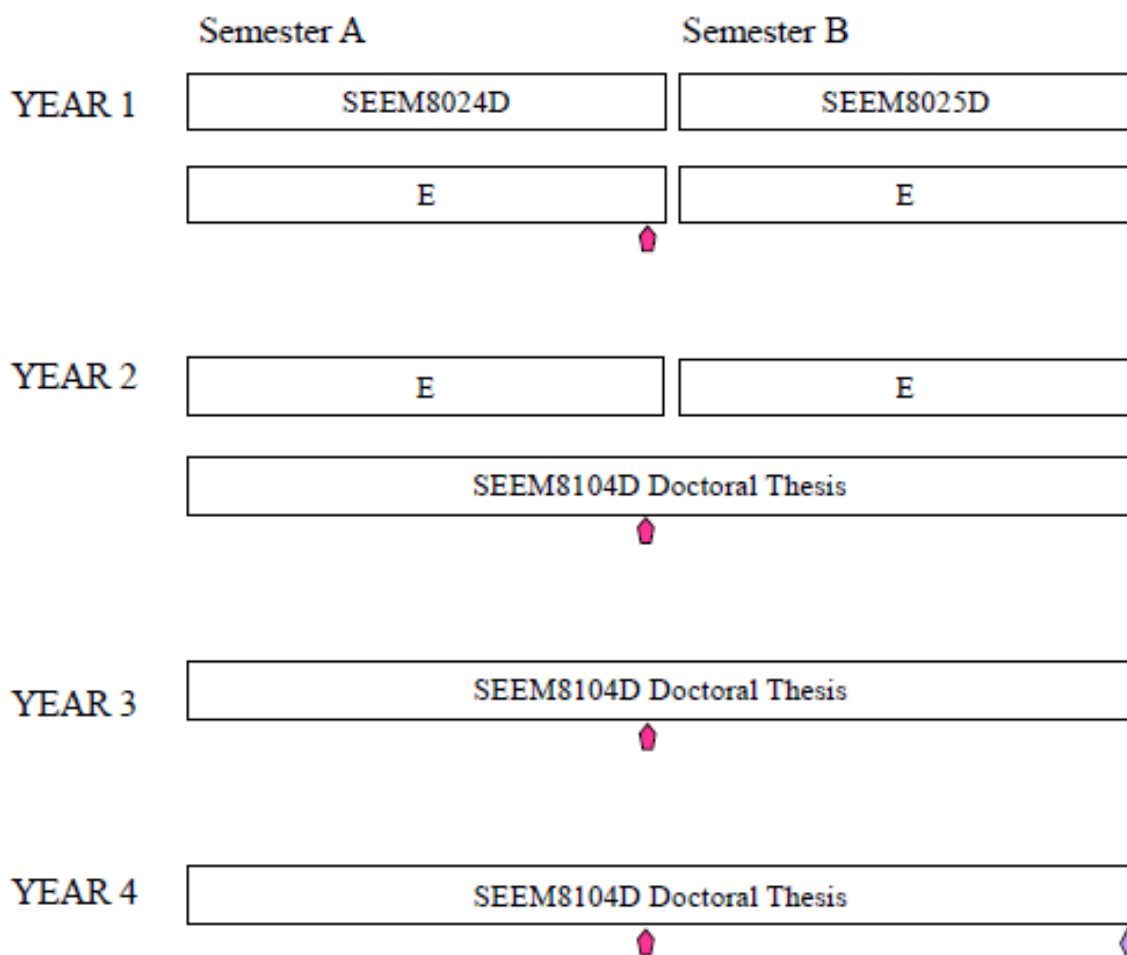 Semester A Semester B
YEAR 1 SEEM8024D SEEM8025D
E E
YEAR 2 E E
SEEM8104D Doctoral Thesis
YEAR 3 SEEM8104D Doctoral Thesis
YEAR 4 SEEM8104D Doctoral Thesis